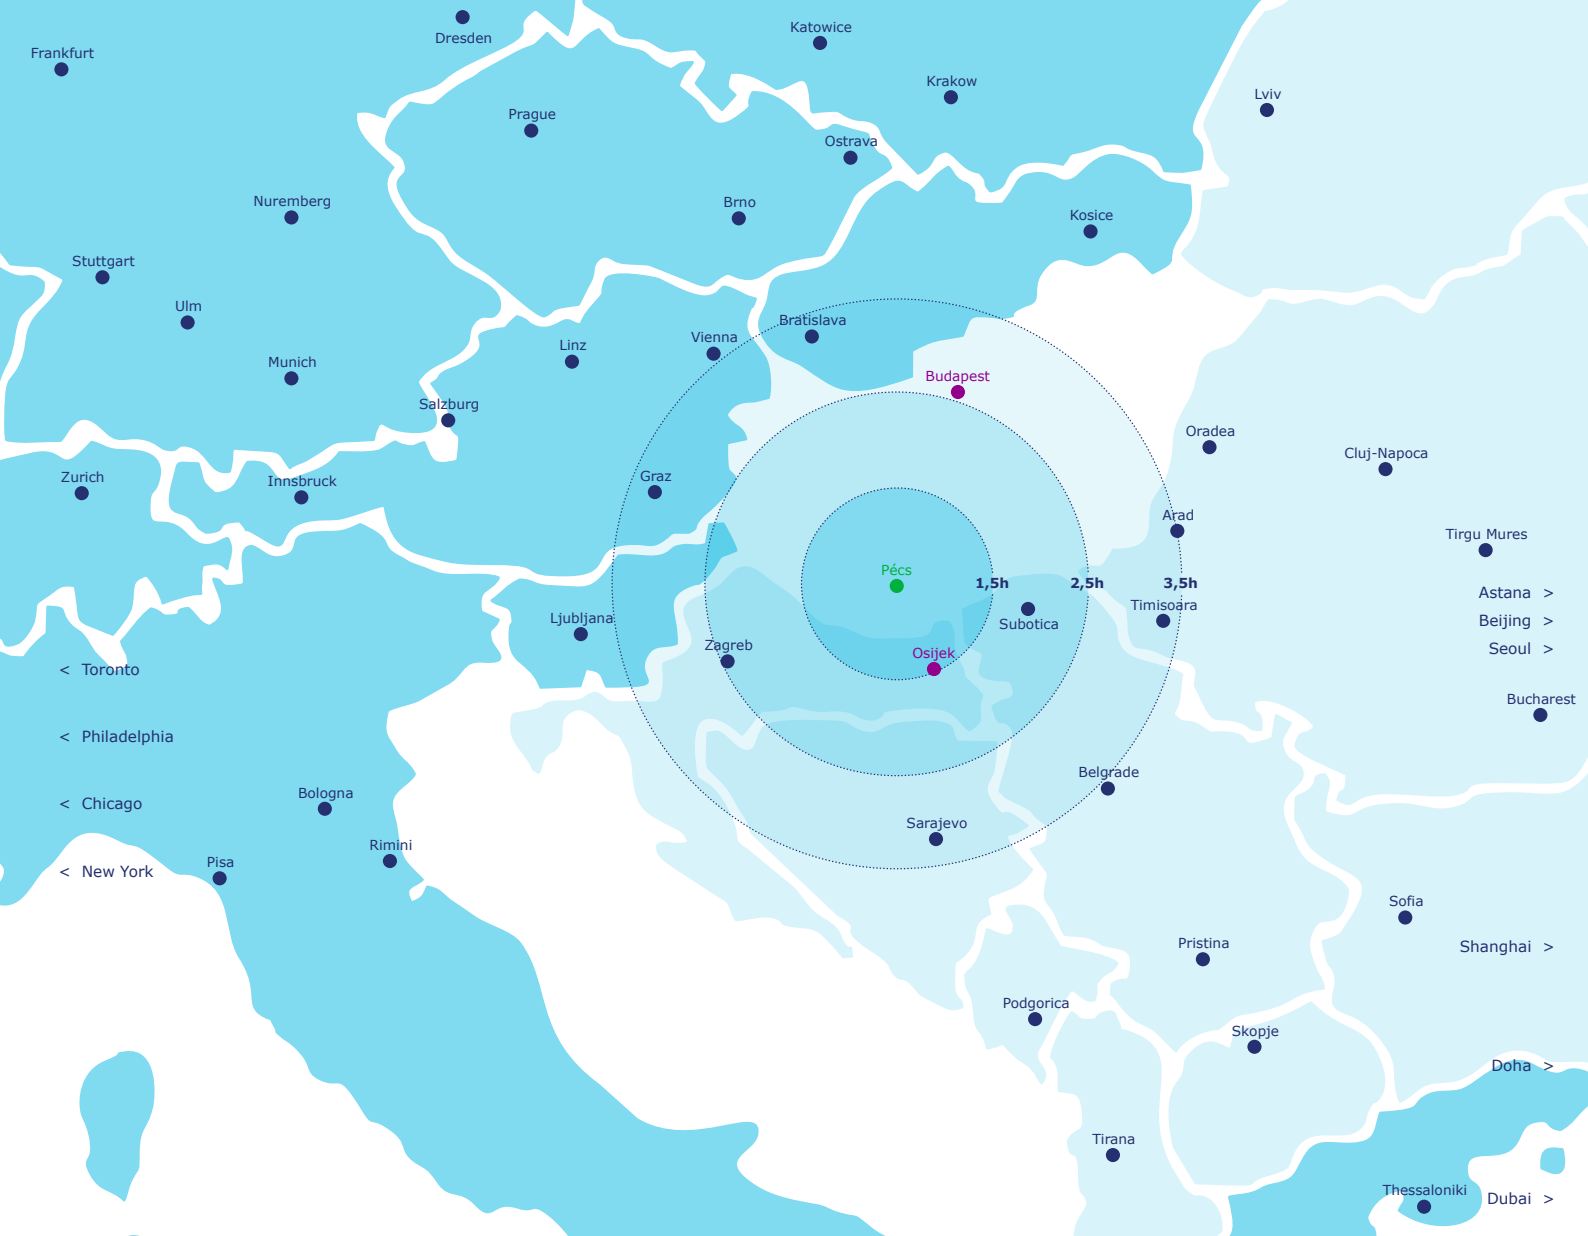 Dresden
Katowice
Frankfurt
Krakow
Lviv
Prague
Ostrava
Nuremberg
Brno
Kosice
Stuttgart
Ulm
Bratislava
Vienna
Linz
Munich
Budapest
Salzburg
Oradea
Cluj-Napoca
Zurich
Innsbruck
Graz
Arad
Tirgu Mures
Pécs
1,5h
2,5h
3,5h
Astana >
Timisoara
Ljubljana
Subotica
Beijing >
Zagreb
Osijek
Seoul >
< Toronto
Bucharest
< Philadelphia
Belgrade
Bologna
< Chicago
Sarajevo
Rimini
Pisa
< New York
Sofia
Pristina
Shanghai >
Podgorica
Skopje
Doha >
Tirana
Thessaloniki
Dubai >